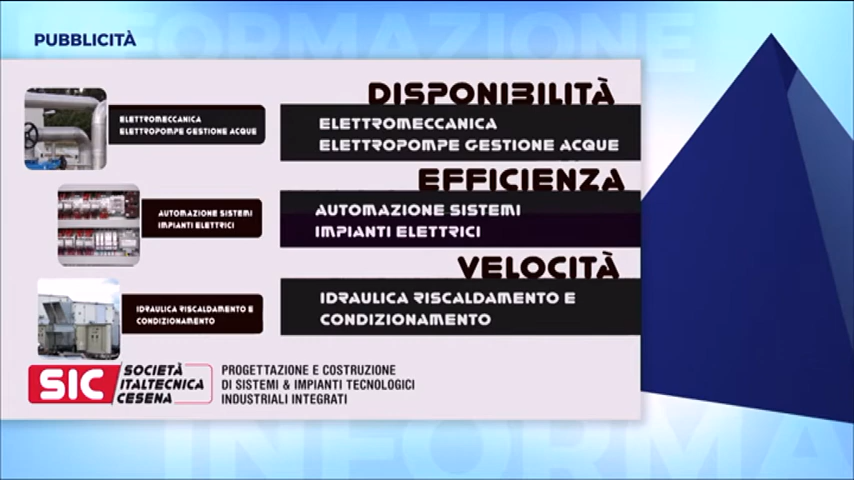 INFORMAZIONE
PUBBLICITÀ
DISPONIBILITÀ
ELETTROMECCANICA
ELETTROPOMPE GESTIONE ACQUE
ELETTROMECCANICA
ELETTROPOMPE GESTIONE ACQUE
EFFICIENZA
AUTOMAZIONE SISTEMI
IMPIANTI ELETTRICI
AUTOMAZIONE SISTEMI
IMPIANTI ELETTRICI
VELOCITÀ
IDRAULICA RISCALDAMENTO E
CONDIZIONAMENTO
IDRAULICA RISCALDAMENTO E
CONDIZIONAMENTO
SIC
SOCIETÀ
ITALTECNICA
CESENA
PROGETTAZIONE E COSTRUZIONE
DI SISTEMI & IMPIANTI TECNOLOGICI
INDUSTRIALI INTEGRATI
INFORMA